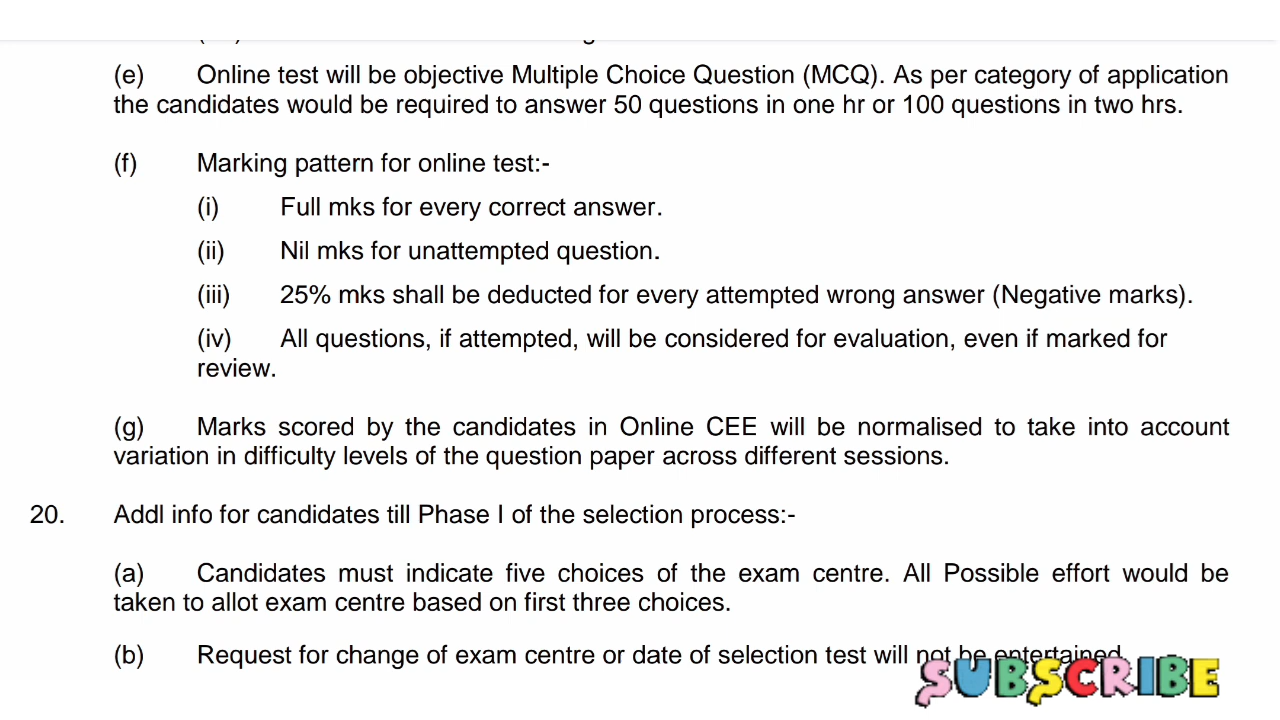 (e) Online test will be objective Multiple Choice Question (MCQ). As per category of application
the candidates would be required to answer 50 questions in one hr or 100 questions in two hrs.
(f) Marking pattern for online test:-
(i) Full mks for every correct answer.
(ii) Nil mks for unattempted question.
(iii) 25% mks shall be deducted for every attempted wrong answer (Negative marks).
(iv) All questions, if attempted, will be considered for evaluation, even if marked for
review.
(g) Marks scored by the candidates in Online CEE will be normalised to take into account
variation in difficulty levels of the question paper across different sessions.
20. Addl info for candidates till Phase I of the selection process:-
(a) Candidates must indicate five choices of the exam centre. All Possible effort would be
taken to allot exam centre based on first three choices.
(b) Request for change of exam centre or date of selection test will not be entertained
SUBSCRIBE